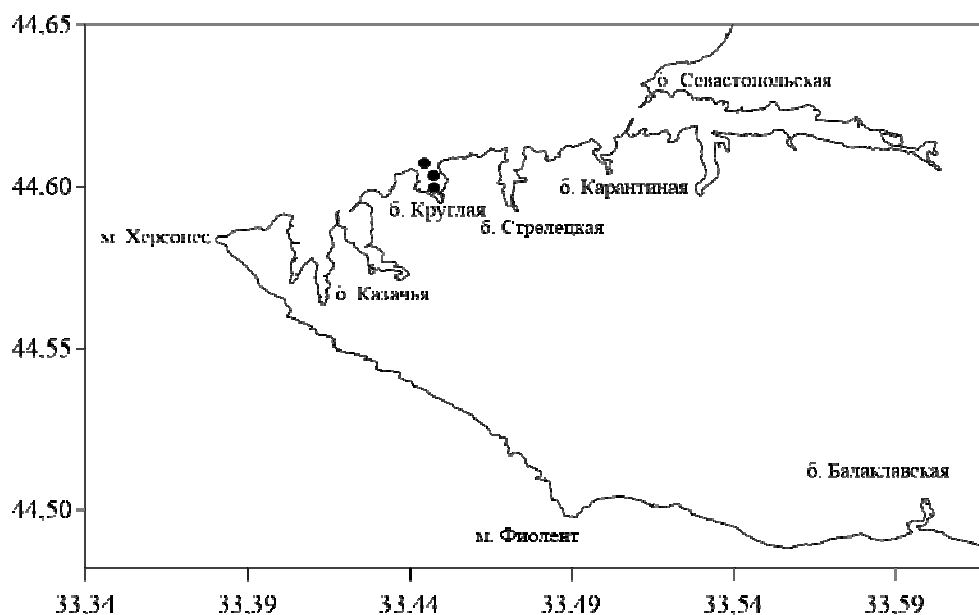 44,65
б. Севастопольская
44,60
б. Карантиная
б. Круглая
б. Стрелецкая
м. Херсонес
б. Казачья
44,55
б. Балаклавская
44,50
м. Фиолент
33,34 33,39 33,44 33,49 33,54 33,59